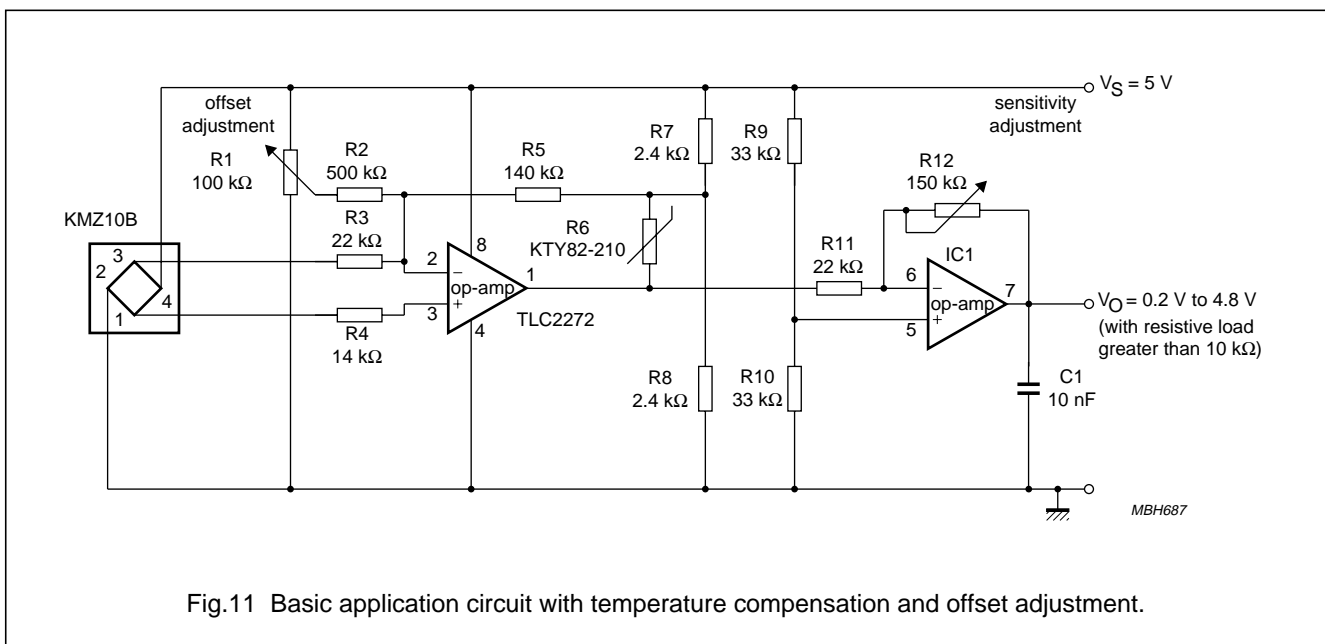 offset
adjustment
sensitivity
adjustment
V_S = 5 V
R1
100 kΩ
R2
500 kΩ
R5
140 kΩ
R7
2.4 kΩ
R9
33 kΩ
R12
150 kΩ
KMZ10B
R3
22 kΩ
R6
KTY82-210
3
2
4
1
2
8
−
op-amp
1
+
3
4
TLC2272
R4
14 kΩ
R11
22 kΩ
IC1
6
−
op-amp
7
+
5
V_O = 0.2 V to 4.8 V
(with resistive load
greater than 10 kΩ)
R8
2.4 kΩ
R10
33 kΩ
C1
10 nF
MBH687
Fig.11 Basic application circuit with temperature compensation and offset adjustment.